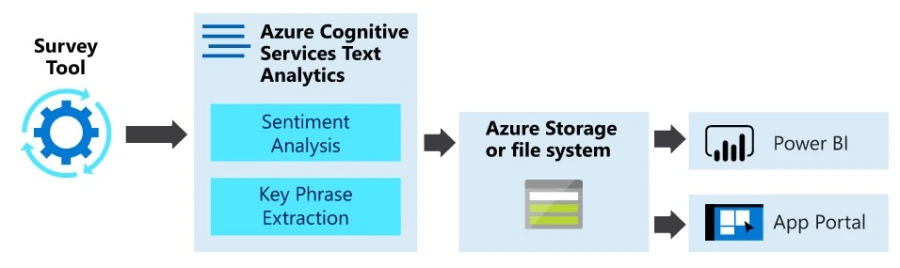 Survey
Tool
Azure Cognitive
Services Text
Analytics
Sentiment
Analysis
Key Phrase
Extraction
Azure Storage
or file system
Power BI
App Portal